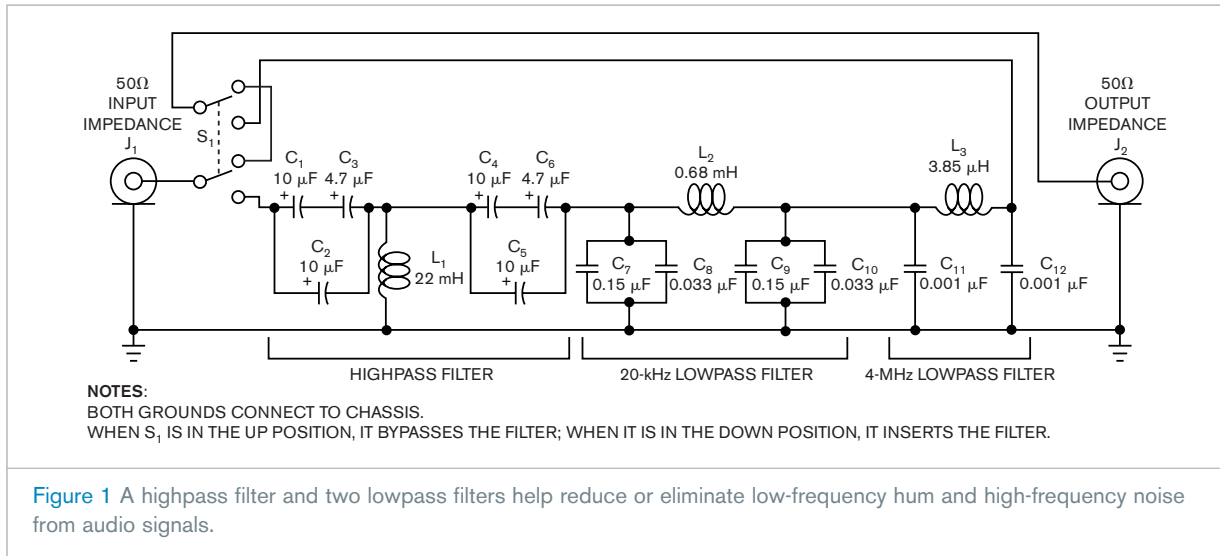 50Ω
INPUT
IMPEDANCE
J1
S1
C1
10 µF
+
C3
4.7 µF
+
C2
10 µF
+
L1
22 mH
C4
10 µF
+
C6
4.7 µF
+
C5
10 µF
+
L2
0.68 mH
C7
0.15 µF
C8
0.033 µF
C9
0.15 µF
C10
0.033 µF
L3
3.85 µH
C11
0.001 µF
C12
0.001 µF
50Ω
OUTPUT
IMPEDANCE
J2
HIGHPASS FILTER
20-kHz LOWPASS FILTER
4-MHz LOWPASS FILTER
NOTES:
BOTH GROUNDS CONNECT TO CHASSIS.
WHEN S1 IS IN THE UP POSITION, IT BYPASSES THE FILTER; WHEN IT IS IN THE DOWN POSITION, IT INSERTS THE FILTER.
Figure 1 A highpass filter and two lowpass filters help reduce or eliminate low-frequency hum and high-frequency noise
from audio signals.